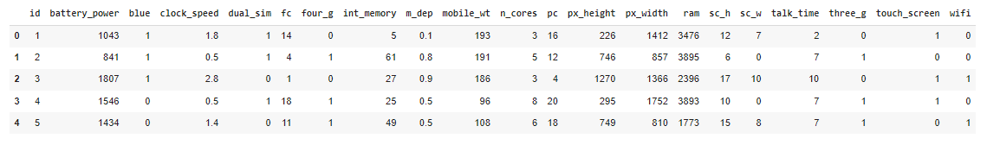 id battery_power blue clock_speed dual_sim fc four_g int_memory m_dep mobile_wt n_cores pc px_height px_width ram sc_h sc_w talk_time three_g touch_screen wifi
0 1 1043 1 1.8 1 14 0 5 0.1 193 3 16 226 1412 3476 12 7 2 0 1 0
1 2 841 1 0.5 1 4 1 61 0.8 191 5 12 746 857 3895 6 0 7 1 0 0
2 3 1807 1 2.8 0 1 0 27 0.9 186 3 4 1270 1366 2396 17 10 10 0 1 1
3 4 1546 0 0.5 1 18 1 25 0.5 96 8 20 295 1752 3893 10 0 7 1 1 0
4 5 1434 0 1.4 0 11 1 49 0.5 108 6 18 749 810 1773 15 8 7 1 0 1